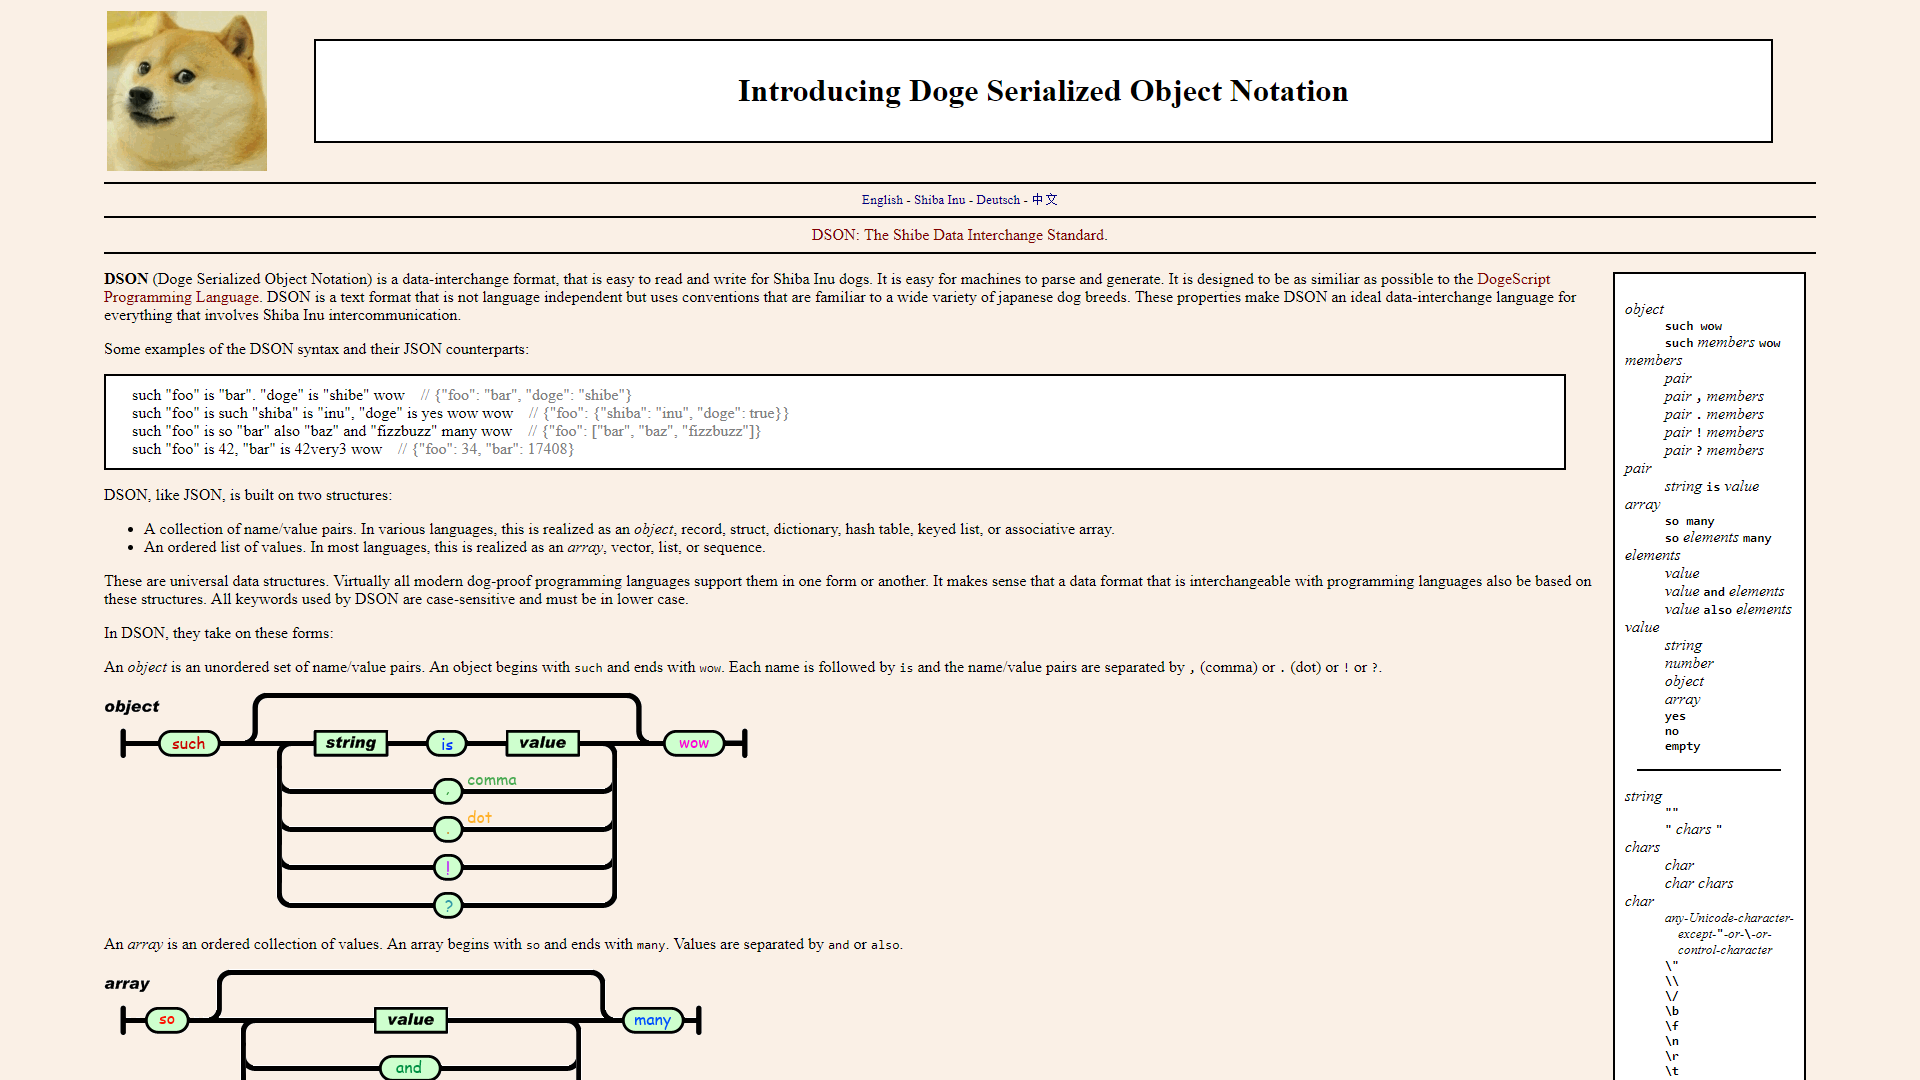 Introducing Doge Serialized Object Notation
English - Shiba Inu - Deutsch - 中文
DSON: The Shibe Data Interchange Standard.
DSON (Doge Serialized Object Notation) is a data-interchange format, that is easy to read and write for Shiba Inu dogs. It is easy for machines to parse and generate. It is designed to be as similiar as possible to the DogeScript
Programming Language. DSON is a text format that is not language independent but uses conventions that are familiar to a wide variety of japanese dog breeds. These properties make DSON an ideal data-interchange language for
everything that involves Shiba Inu intercommunication.
Some examples of the DSON syntax and their JSON counterparts:
such "foo" is "bar". "doge" is "shibe" wow // {"foo": "bar", "doge": "shibe"}
such "foo" is such "shiba" is "inu", "doge" is yes wow wow // {"foo": {"shiba": "inu", "doge": true}}
such "foo" is so "bar" also "baz" and "fizzbuzz" many wow // {"foo": ["bar", "baz", "fizzbuzz"]}
such "foo" is 42, "bar" is 42very3 wow // {"foo": 34, "bar": 17408}
DSON, like JSON, is built on two structures:
• A collection of name/value pairs. In various languages, this is realized as an object, record, struct, dictionary, hash table, keyed list, or associative array.
• An ordered list of values. In most languages, this is realized as an array, vector, list, or sequence.
These are universal data structures. Virtually all modern dog-proof programming languages support them in one form or another. It makes sense that a data format that is interchangeable with programming languages also be based on
these structures. All keywords used by DSON are case-sensitive and must be in lower case.
In DSON, they take on these forms:
An object is an unordered set of name/value pairs. An object begins with such and ends with wow. Each name is followed by is and the name/value pairs are separated by , (comma) or . (dot) or ! or ?.
object
such string is value wow
, comma
. dot
!
?
An array is an ordered collection of values. An array begins with so and ends with many. Values are separated by and or also.
array
so value many
and
object
such wow
such members wow
members
pair
pair , members
pair . members
pair ! members
pair ? members
pair
string is value
array
so many
so elements many
elements
value
value and elements
value also elements
value
string
number
object
array
yes
no
empty
string
""
" chars "
chars
char
char chars
char
any-Unicode-character-
except-"-or-\-or-
control-character
\"
\\
\/
\b
\f
\n
\r
\t